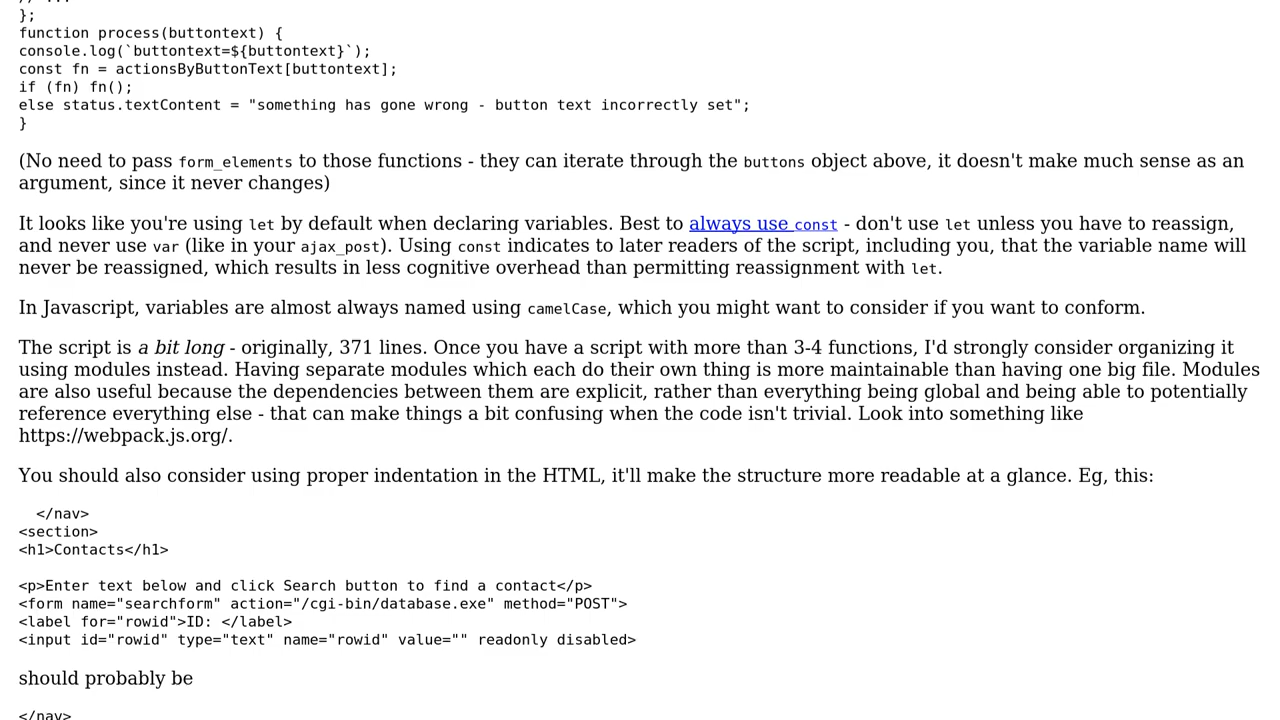 };
function process(buttontext) {
console.log(`buttontext=${buttontext}`);
const fn = actionsByButtonText[buttontext];
if (fn) fn();
else status.textContent = "something has gone wrong - button text incorrectly set";
}
(No need to pass form_elements to those functions - they can iterate through the buttons object above, it doesn't make much sense as an
argument, since it never changes)
It looks like you're using let by default when declaring variables. Best to always use const - don't use let unless you have to reassign,
and never use var (like in your ajax_post). Using const indicates to later readers of the script, including you, that the variable name will
never be reassigned, which results in less cognitive overhead than permitting reassignment with let.
In Javascript, variables are almost always named using camelCase, which you might want to consider if you want to conform.
The script is a bit long - originally, 371 lines. Once you have a script with more than 3-4 functions, I'd strongly consider organizing it
using modules instead. Having separate modules which each do their own thing is more maintainable than having one big file. Modules
are also useful because the dependencies between them are explicit, rather than everything being global and being able to potentially
reference everything else - that can make things a bit confusing when the code isn't trivial. Look into something like
https://webpack.js.org/.
You should also consider using proper indentation in the HTML, it'll make the structure more readable at a glance. Eg, this:
  </nav>
<section>
<h1>Contacts</h1>
<p>Enter text below and click Search button to find a contact</p>
<form name="searchform" action="/cgi-bin/database.exe" method="POST">
<label for="rowid">ID: </label>
<input id="rowid" type="text" name="rowid" value="" readonly disabled>
should probably be
</nav>